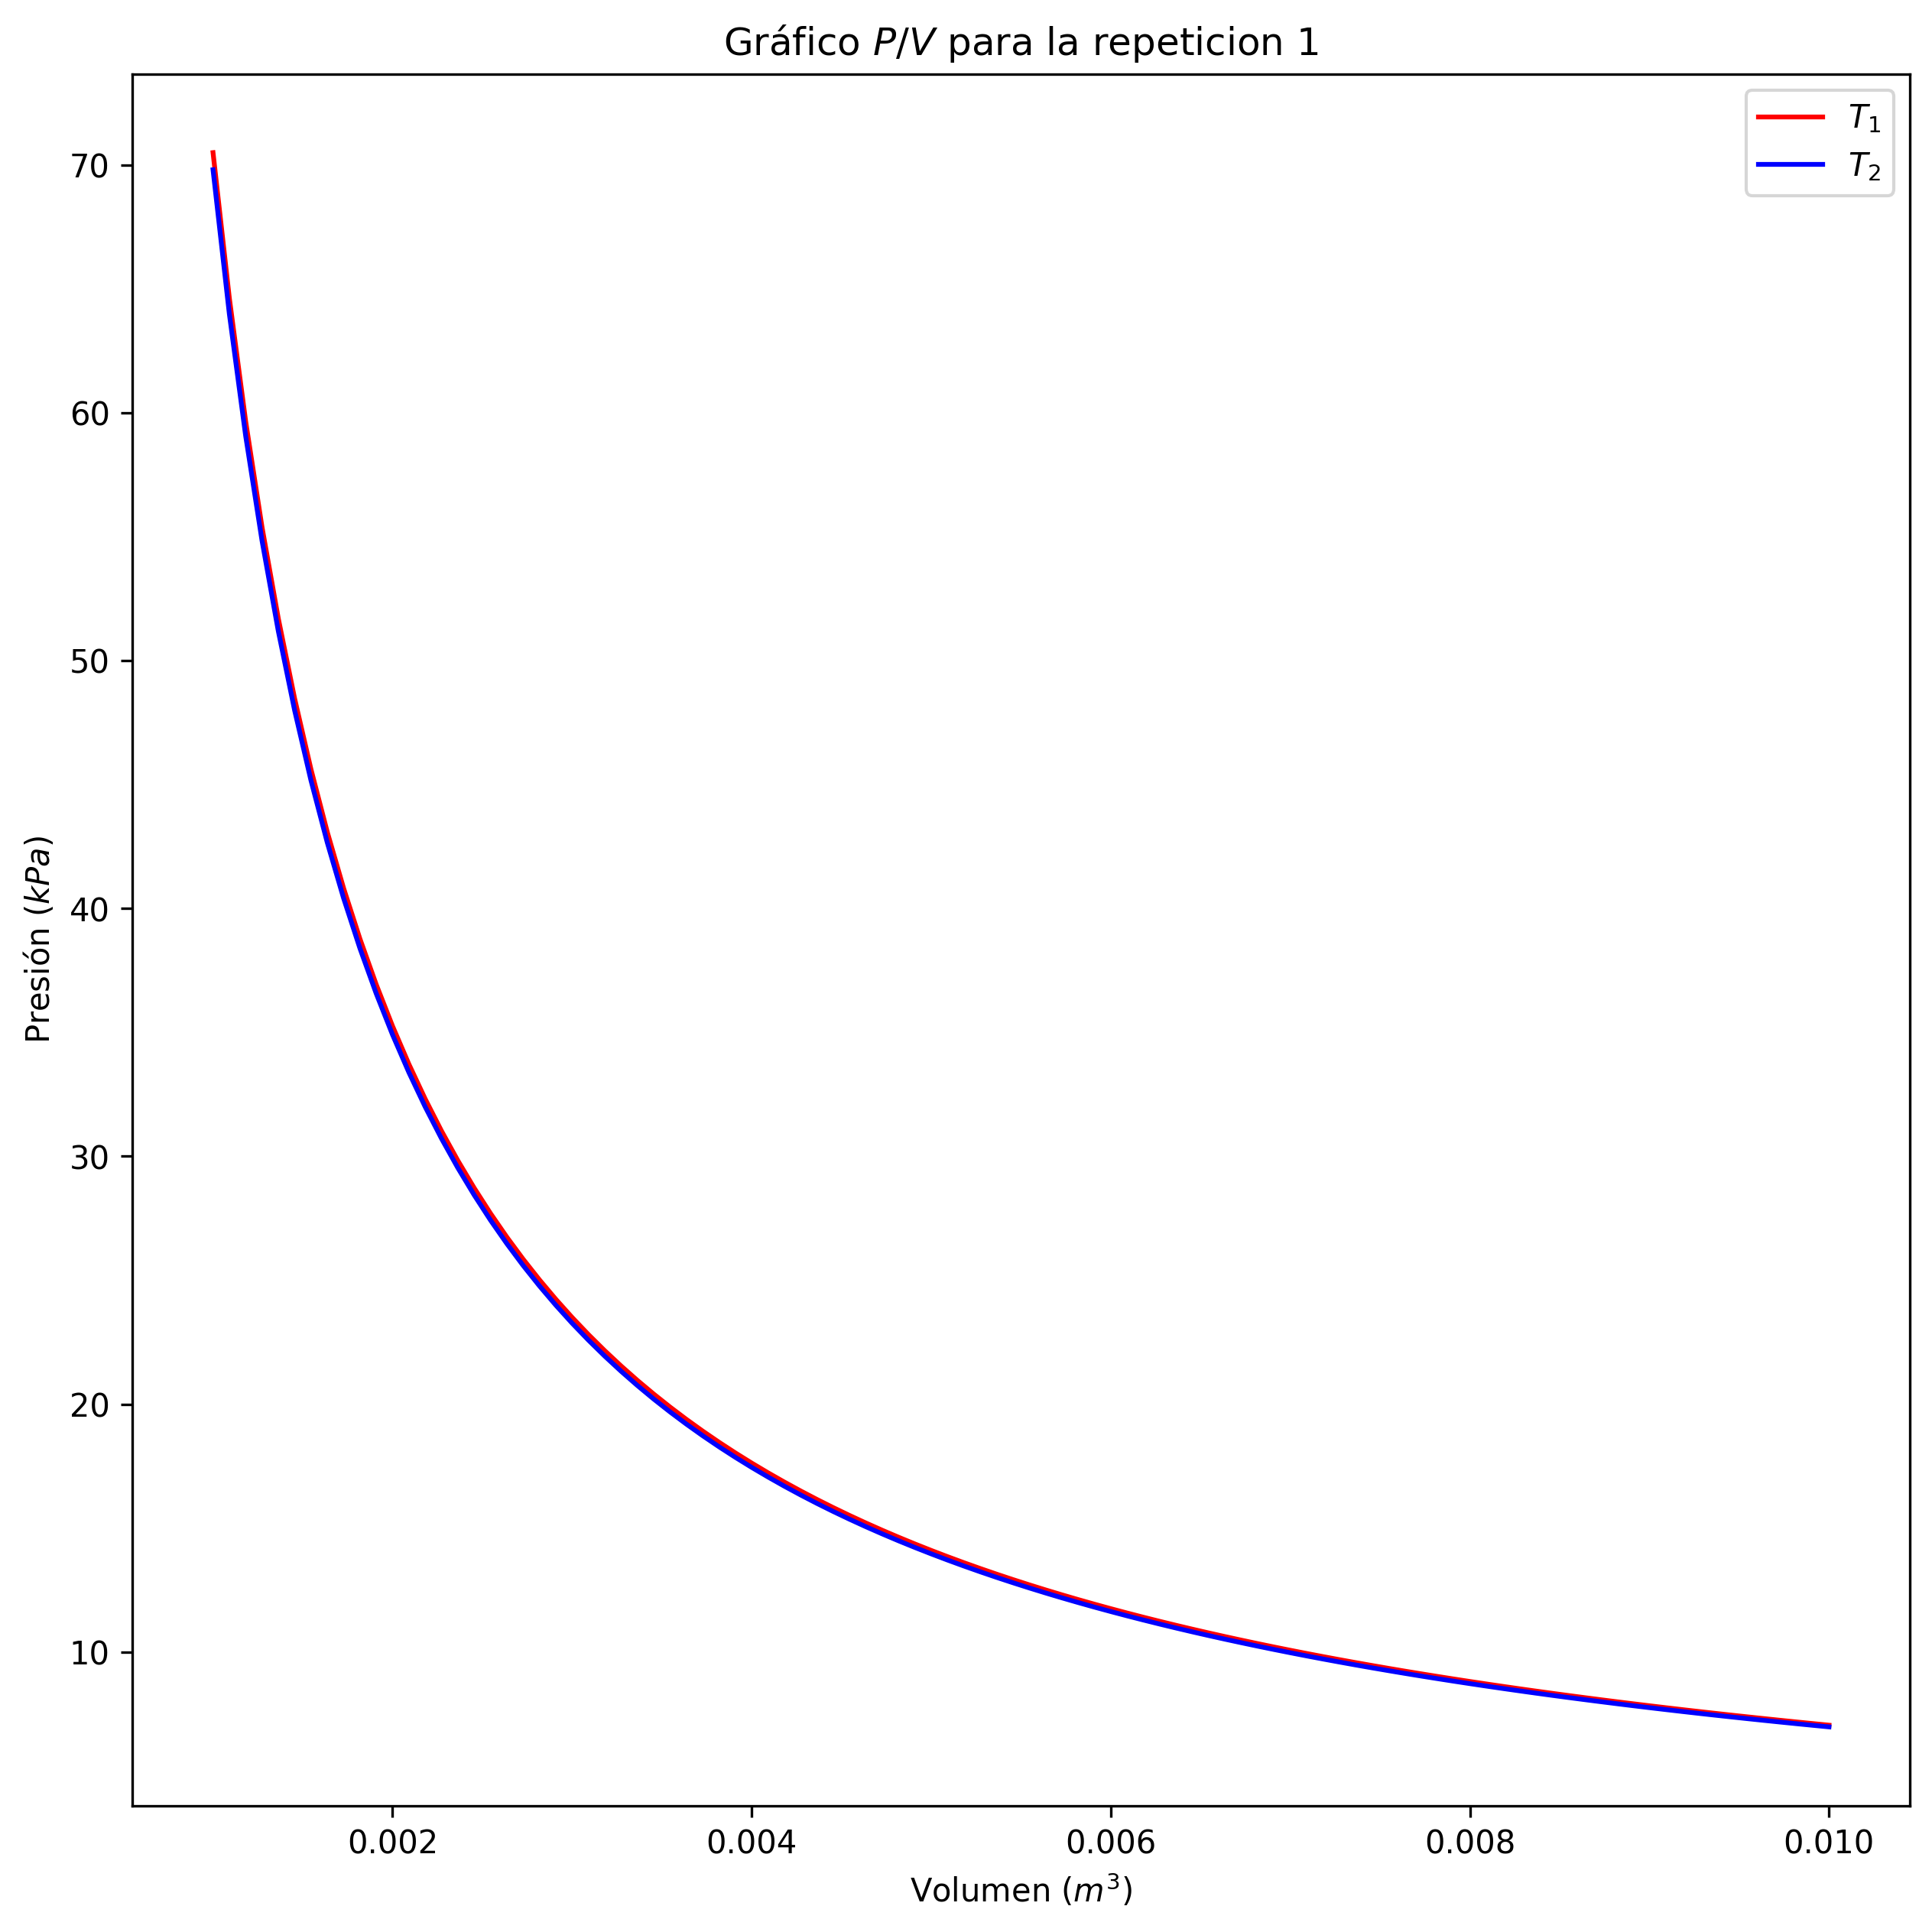 Gráfico P/V para la repeticion 1
T₁
T₂
70
60
50
40
30
20
10
Presión (kPa)
0.002 0.004 0.006 0.008 0.010
Volumen (m³)